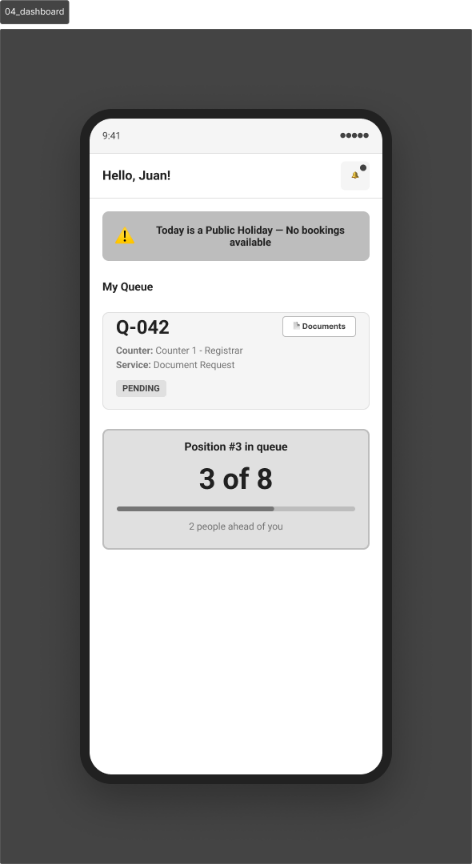 04_dashboard
9:41
Hello, Juan!
Today is a Public Holiday — No bookings
available
My Queue
Q-042
Documents
Counter: Counter 1 - Registrar
Service: Document Request
PENDING
Position #3 in queue
3 of 8
2 people ahead of you